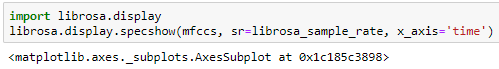 import librosa.display
librosa.display.specshow(mfccs, sr=librosa_sample_rate, x_axis='time')
<matplotlib.axes._subplots.AxesSubplot at 0x1c185c3898>